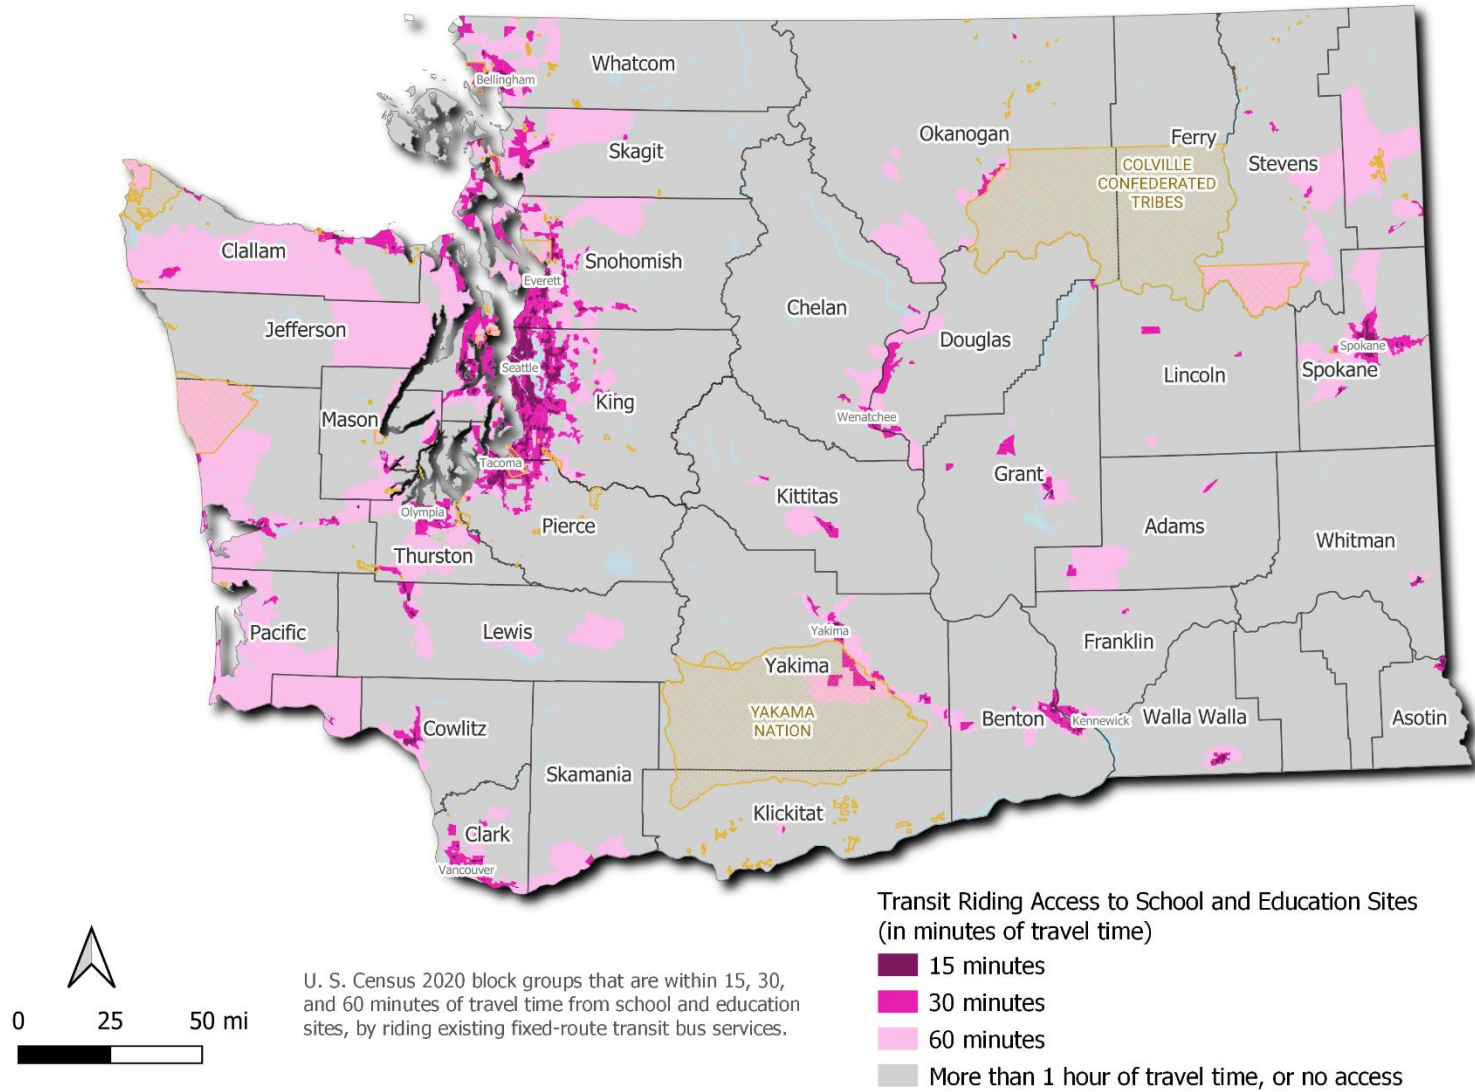 Whatcom
Bellingham
Okanogan
Ferry
Skagit
COLVILLE
CONFEDERATED
TRIBES
Stevens
Clallam
Snohomish
Everett
Chelan
Jefferson
Douglas
Seattle
Spokane
Lincoln
Spokane
King
Mason
Wenatchee
Tacoma
Grant
Kittitas
Olympia
Pierce
Adams
Whitman
Thurston
Pacific
Lewis
Yakima
Franklin
Yakima
YAKAMA
NATION
Benton
Kennewick
Walla Walla
Asotin
Cowlitz
Skamania
Klickitat
Clark
Vancouver
Transit Riding Access to School and Education Sites
(in minutes of travel time)
15 minutes
30 minutes
60 minutes
More than 1 hour of travel time, or no access
U. S. Census 2020 block groups that are within 15, 30,
and 60 minutes of travel time from school and education
sites, by riding existing fixed-route transit bus services.
0 25 50 mi